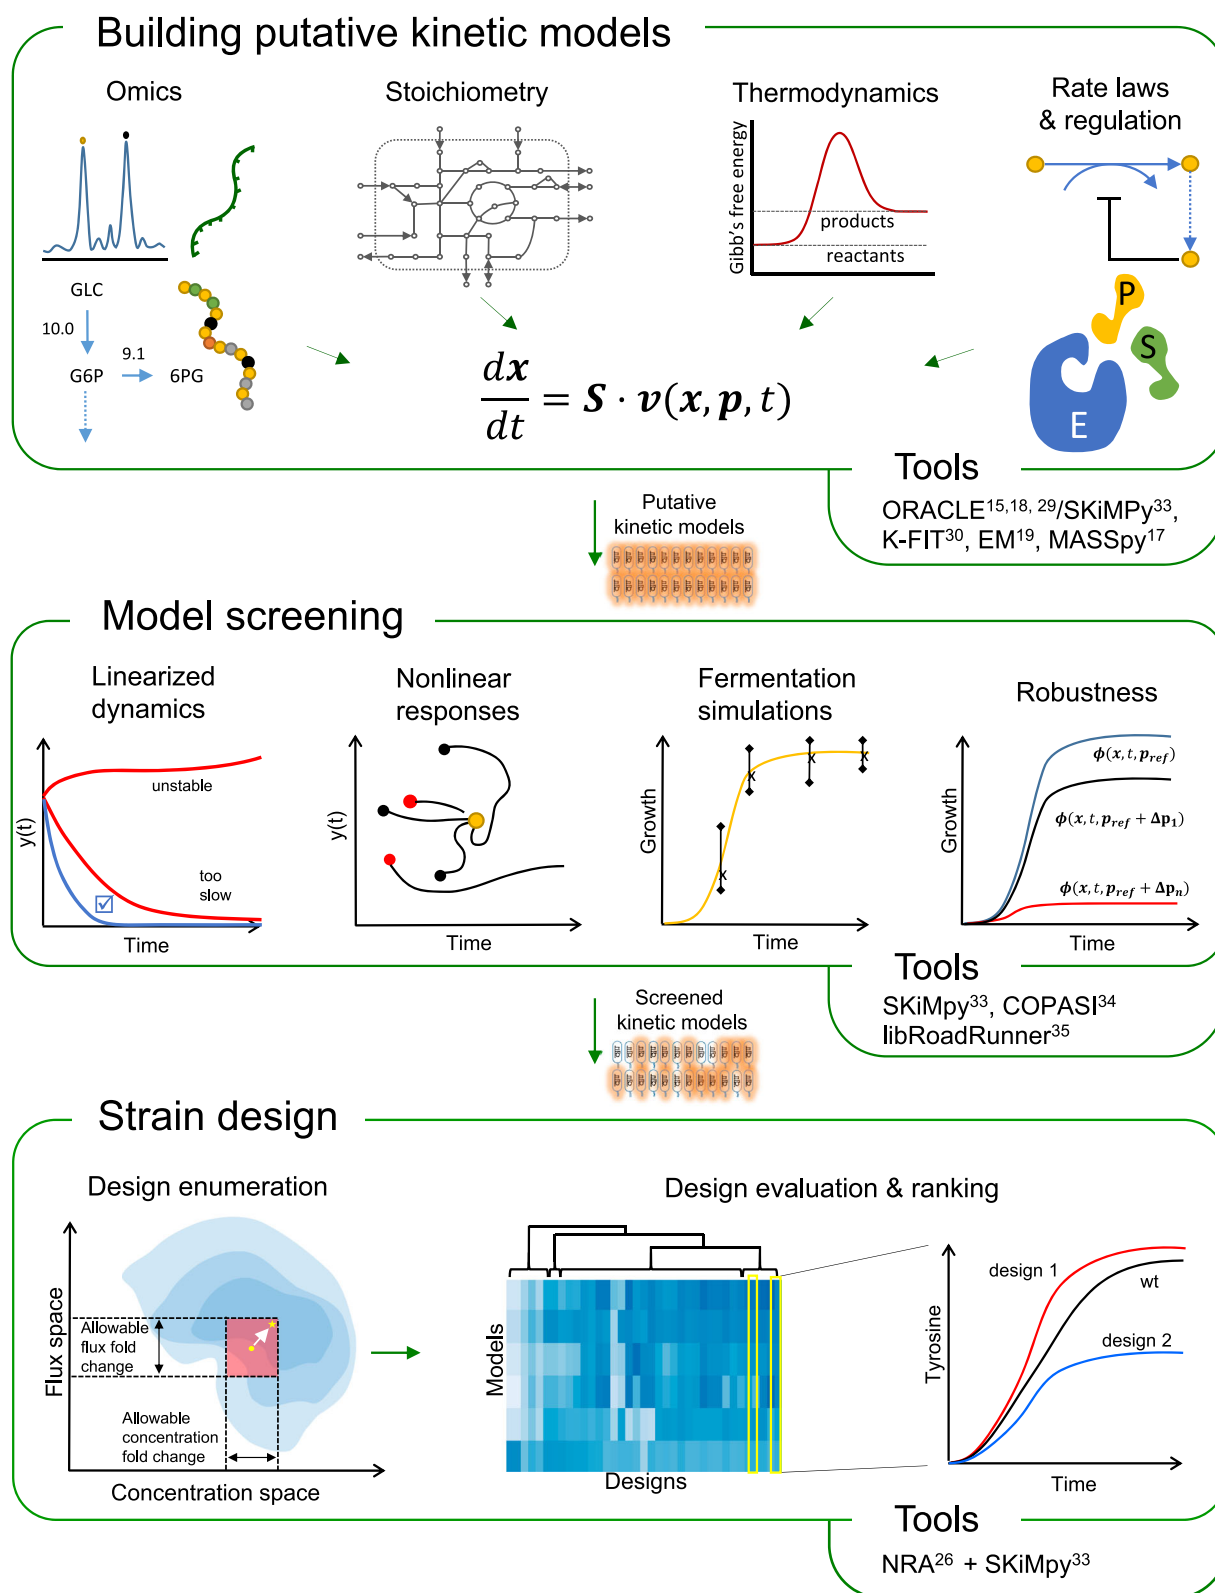 Building putative kinetic models
Omics
Stoichiometry
Thermodynamics
Rate laws
& regulation
Gibb's free energy
products
reactants
GLC
10.0
9.1
G6P
6PG
P
S
E
dx/dt = S · v(x, p, t)
Tools
ORACLE15,18, 29/SKiMPy33,
K-FIT30, EM19, MASSpy17
Putative
kinetic models
Model screening
Linearized
dynamics
y(t)
unstable
too
slow
Time
Nonlinear
responses
y(t)
Time
Fermentation
simulations
Growth
x
x
x
x
Time
Robustness
Growth
ϕ(x, t, pref)
ϕ(x, t, pref + Δp1)
ϕ(x, t, pref + Δpn)
Time
Tools
SKiMpy33, COPASI34
libRoadRunner35
Screened
kinetic models
Strain design
Design enumeration
Flux space
Allowable
flux fold
change
Allowable
concentration
fold change
Concentration space
Design evaluation & ranking
Models
Designs
Tyrosine
design 1
wt
design 2
Time
Tools
NRA26 + SKiMpy33